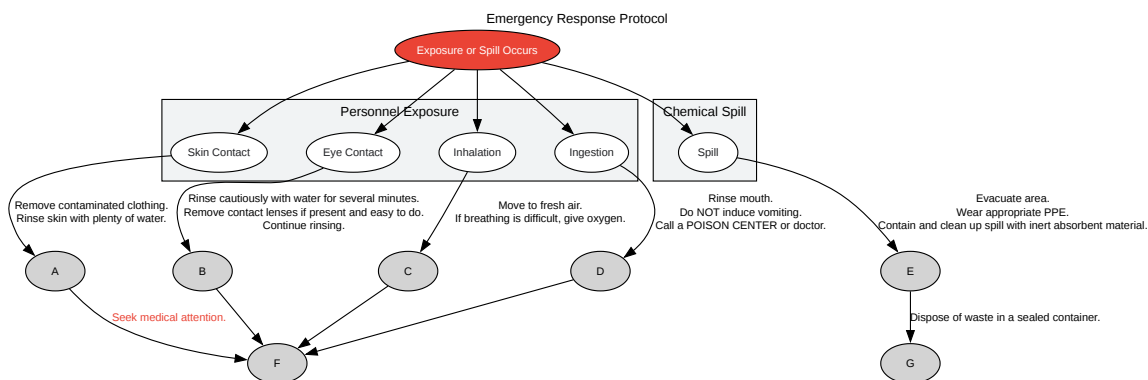 Emergency Response Protocol
Exposure or Spill Occurs
Personnel Exposure
Chemical Spill
Skin Contact
Eye Contact
Inhalation
Ingestion
Spill
Remove contaminated clothing.
Rinse skin with plenty of water.
Rinse cautiously with water for several minutes.
Remove contact lenses if present and easy to do.
Continue rinsing.
Move to fresh air.
If breathing is difficult, give oxygen.
Rinse mouth.
Do NOT induce vomiting.
Call a POISON CENTER or doctor.
Evacuate area.
Wear appropriate PPE.
Contain and clean up spill with inert absorbent material.
A
B
C
D
E
Seek medical attention.
Dispose of waste in a sealed container.
F
G